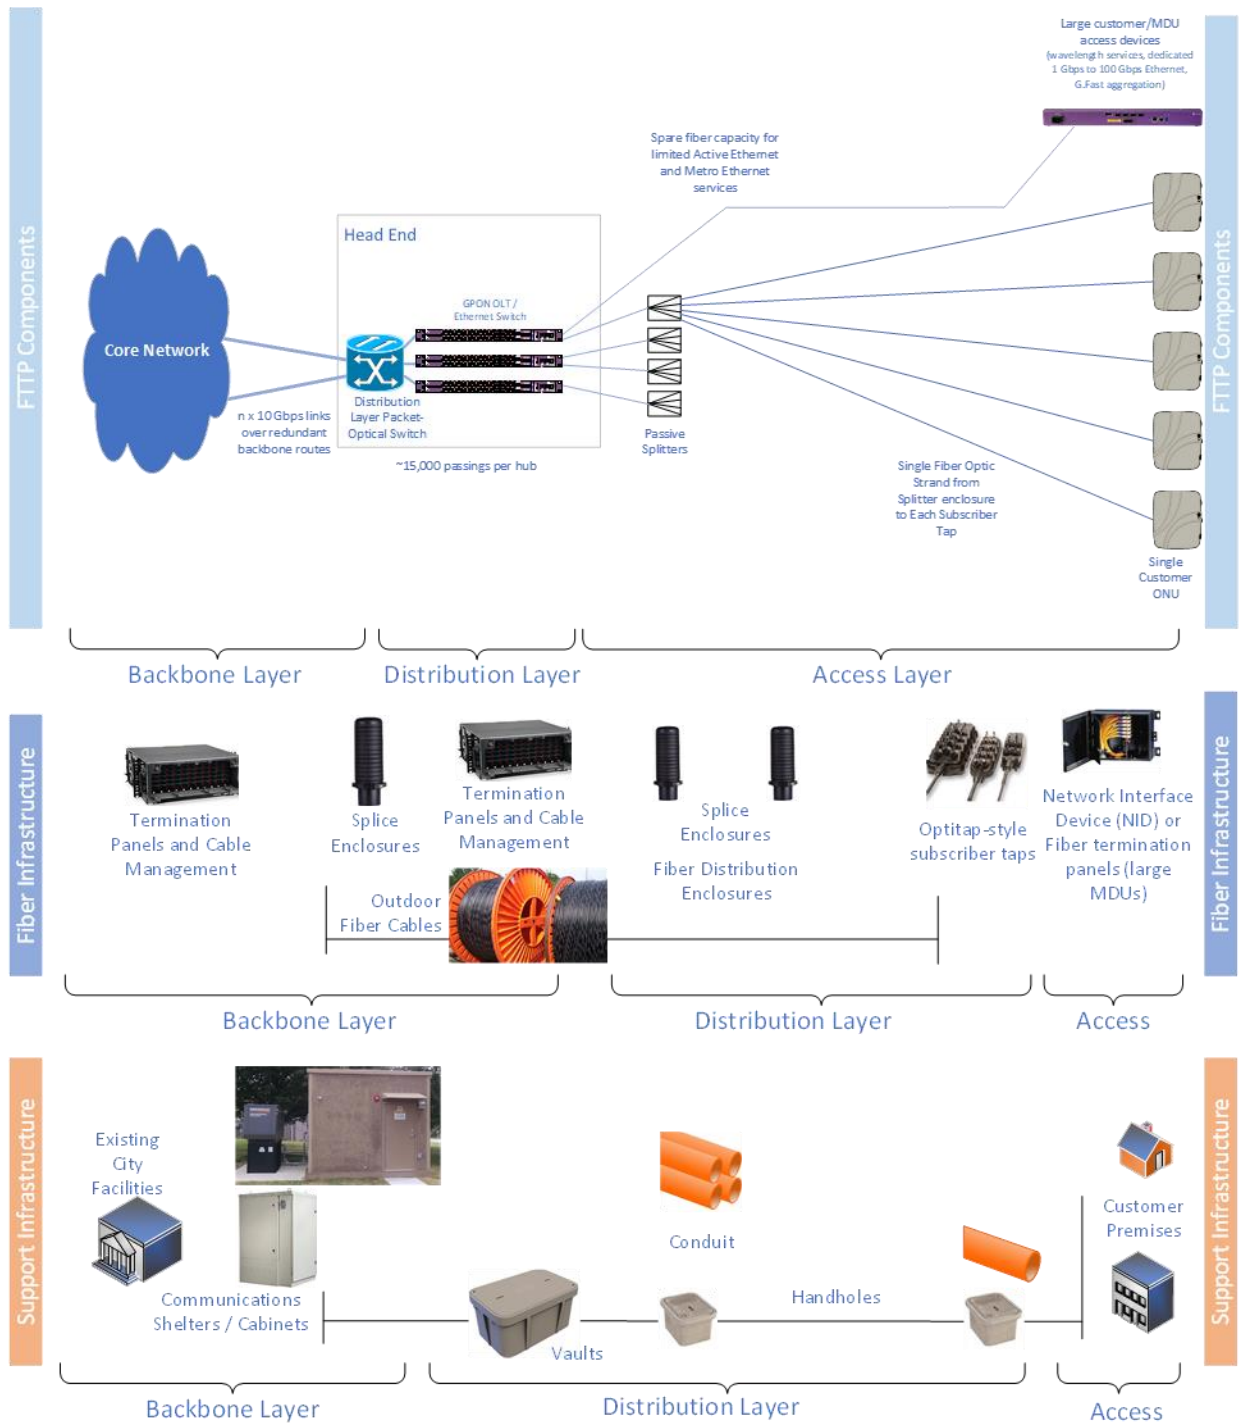 FTTP Components
Large customer/MDU
access devices
(wavelength services, dedicated
1 Gbps to 100 Gbps Ethernet,
G.Fast aggregation)
FTTP Components
Spare fiber capacity for
limited Active Ethernet
and Metro Ethernet
services
Head End
GPON OLT /
Ethernet Switch
Core Network
Distribution
Layer Packet-
Optical Switch
n x 10 Gbps links
over redundant
backbone routes
~15,000 passings per hub
Passive
Splitters
Single Fiber Optic
Strand from
Splitter enclosure
to Each Subscriber
Tap
Single
Customer
ONU
Backbone Layer
Distribution Layer
Access Layer
Fiber Infrastructure
Termination
Panels and Cable
Management
Splice
Enclosures
Termination
Panels and Cable
Management
Outdoor
Fiber Cables
Splice
Enclosures
Fiber Distribution
Enclosures
Optitap-style
subscriber taps
Network Interface
Device (NID) or
Fiber termination
panels (large
MDUs)
Fiber Infrastructure
Backbone Layer
Distribution Layer
Access
Support Infrastructure
Existing
City
Facilities
Communications
Shelters / Cabinets
Vaults
Conduit
Handholes
Customer
Premises
Support Infrastructure
Backbone Layer
Distribution Layer
Access